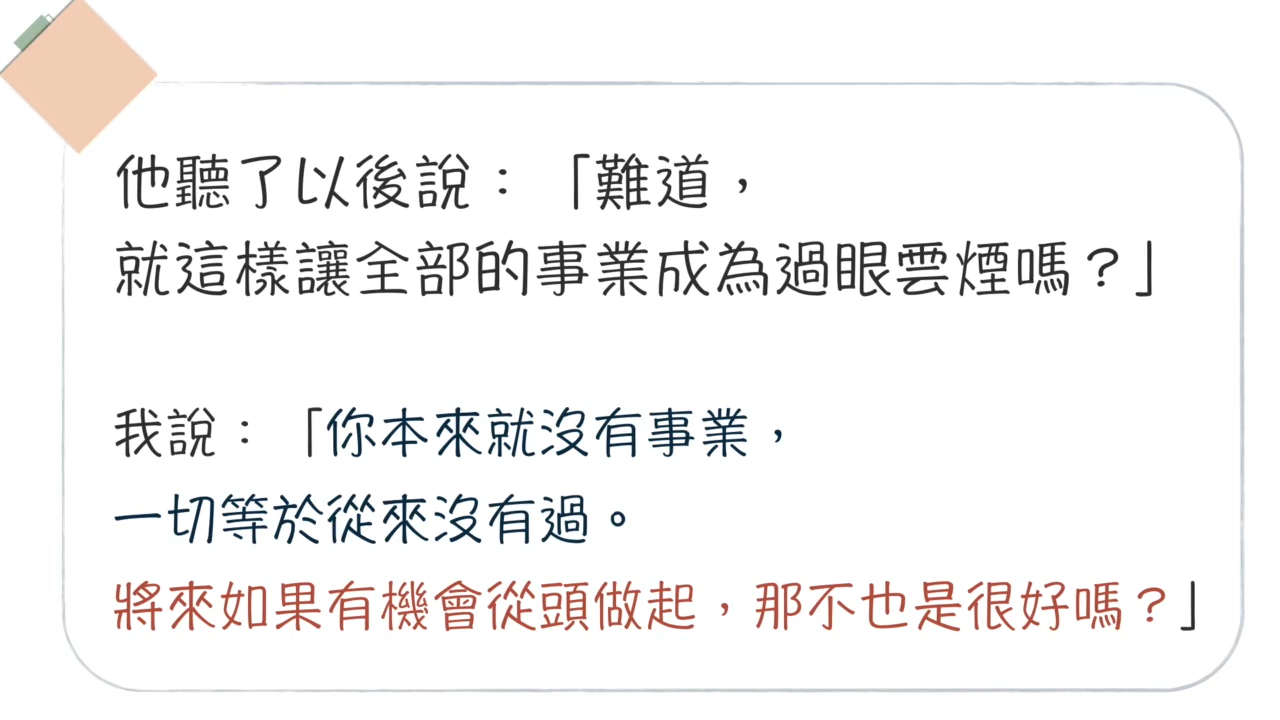 他聽了以後說：「難道，
就這樣讓全部的事業成為過眼雲煙嗎？」
我說：「你本來就沒有事業，
一切等於從來沒有過。
將來如果有機會從頭做起，那不也是很好嗎？」